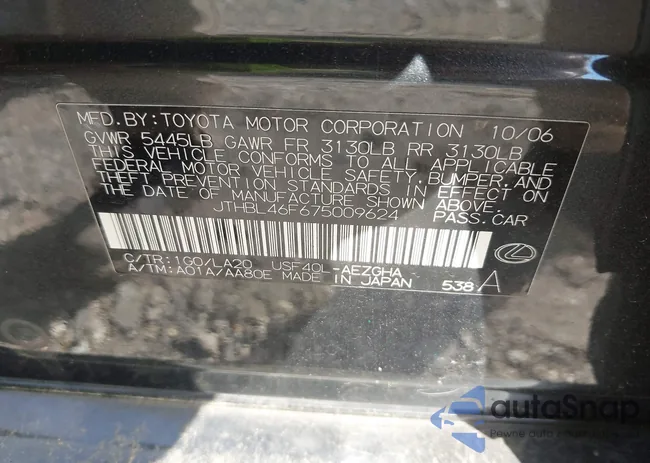 MFD.BY:TOYOTA MOTOR CORPORATION 10/06
GVWR 5445LB GAWR FR 3130LB RR 3130LB
THIS VEHICLE CONFORMS TO ALL APPLICABLE
FEDERAL MOTOR VEHICLE SAFETY, BUMPER, AND
THEFT PREVENTION STANDARDS IN EFFECT ON
THE DATE OF MANUFACTURE SHOWN ABOVE.
JTHBL46F675009624 PASS.CAR
C/TR:1G0/LA20 USF40L-AEZGHA
A/TM:A01A/AA80E MADE IN JAPAN 538 A
autoSnap
Pewne auto